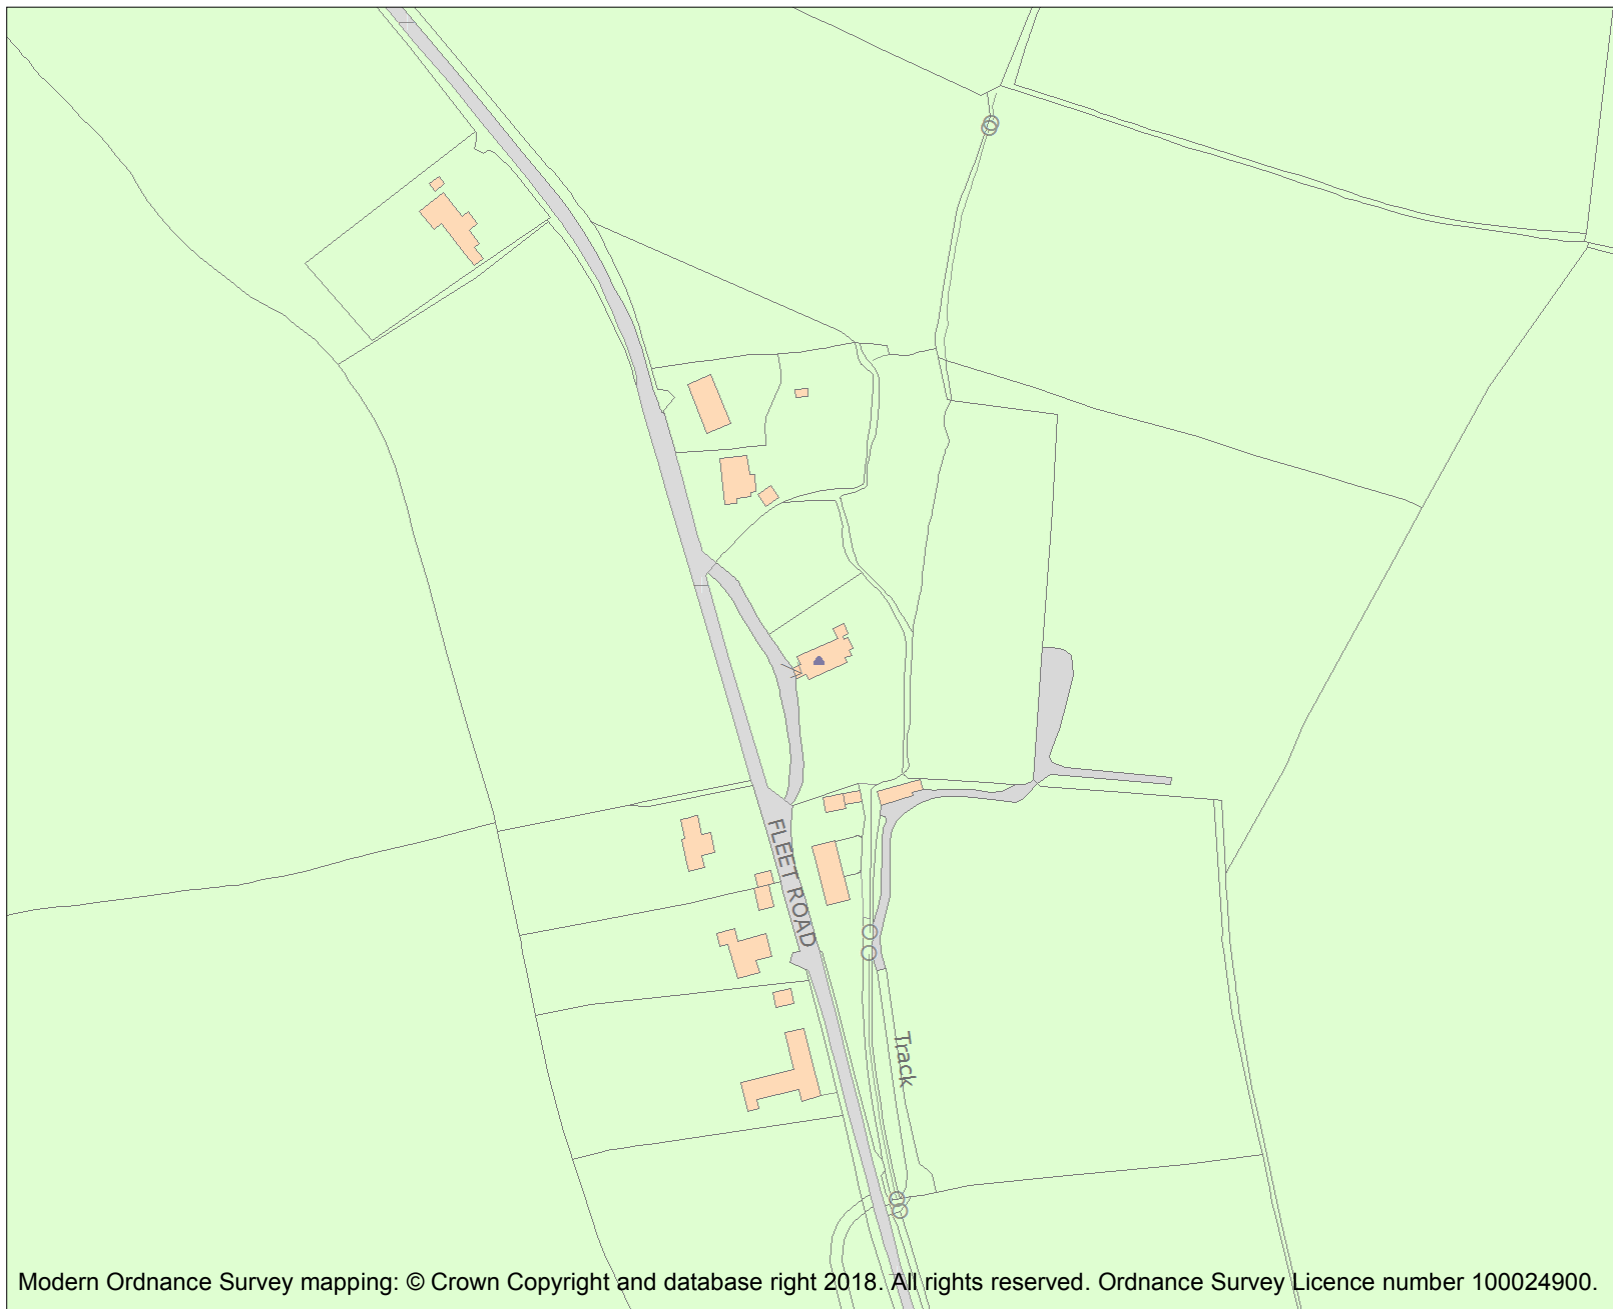 FLEET ROAD
Track
Modern Ordnance Survey mapping: © Crown Copyright and database right 2018. All rights reserved. Ordnance Survey Licence number 100024900.